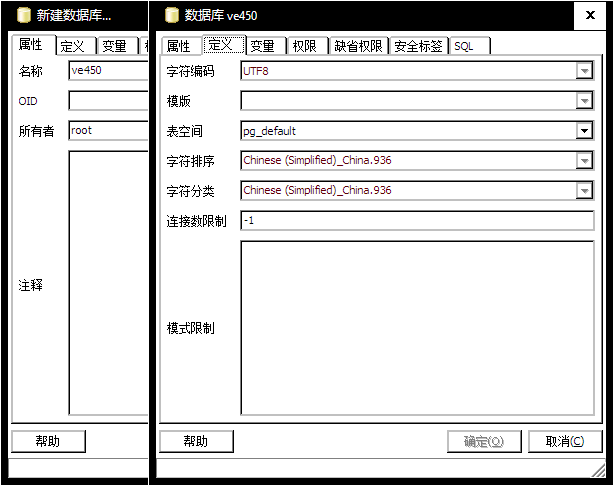 新建数据库...
属性 定义 变量
名称 ve450
OID
所有者 root
注释
帮助
数据库 ve450
属性 定义 变量 权限 缺省权限 安全标签 SQL
字符编码 UTF8
模版
表空间 pg_default
字符排序 Chinese (Simplified)_China.936
字符分类 Chinese (Simplified)_China.936
连接数限制 -1
模式限制
帮助 确定(O) 取消(C)